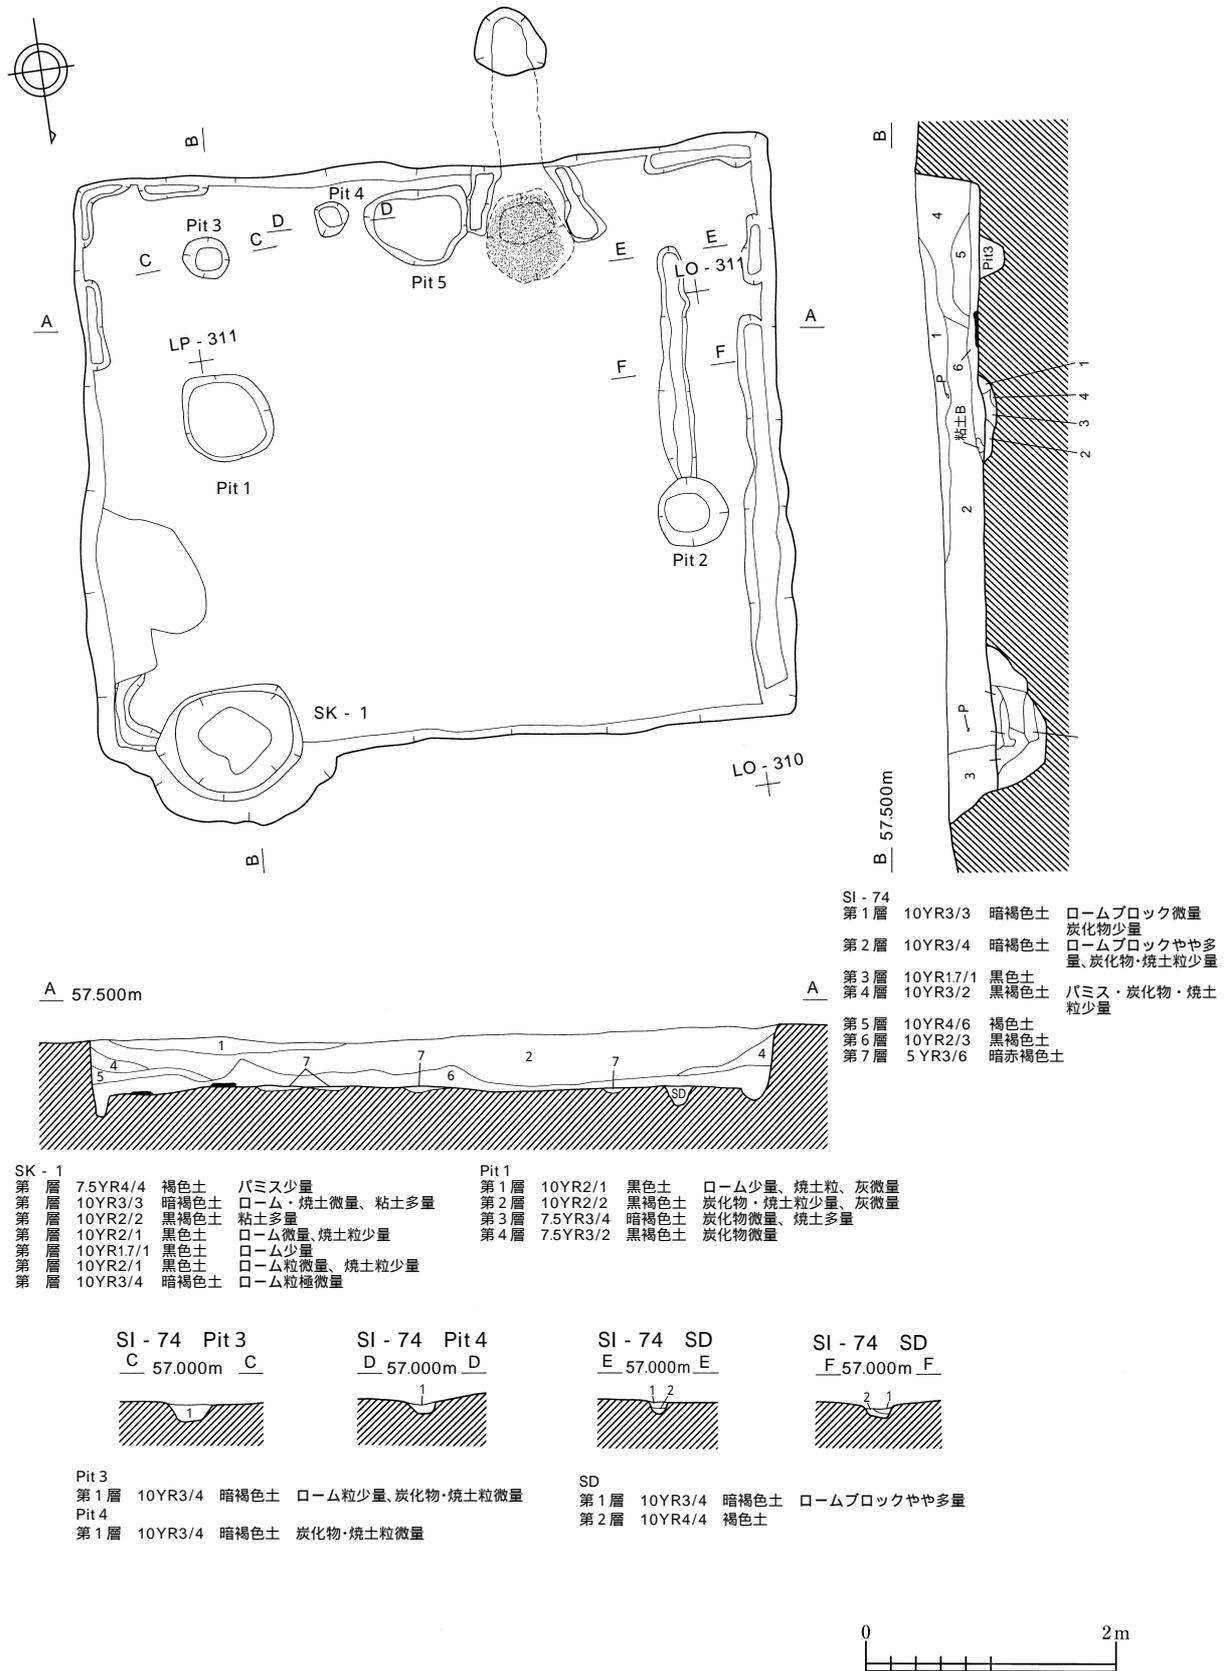 B
Pit 4
D
D
Pit 3
C
C
Pit 5
E
E
LO - 311
A
A
LP - 311
F
F
Pit 1
Pit 2
SK - 1
LO - 310
B
B
4
5
Pit3
1
6
P
粘土B
1
4
3
2
2
P
3
B 57.500m
SI - 74
第1層 10YR3/3 暗褐色土 ロームブロック微量
炭化物少量
第2層 10YR3/4 暗褐色土 ロームブロックやや多
量、炭化物・焼土粒少量
第3層 10YR1.7/1 黒色土
第4層 10YR3/2 黒褐色土 パミス・炭化物・焼土
粒少量
第5層 10YR4/6 褐色土
第6層 10YR2/3 黒褐色土
第7層 5YR3/6 暗赤褐色土
A 57.500m A
1
4
5
7
7
6
2
7
SD
4
SK - 1
第 層 7.5YR4/4 褐色土 パミス少量
第 層 10YR3/3 暗褐色土 ローム・焼土微量、粘土多量
第 層 10YR2/2 黒褐色土 粘土多量
第 層 10YR2/1 黒色土 ローム微量、焼土粒少量
第 層 10YR1.7/1 黒色土 ローム少量
第 層 10YR2/1 黒色土 ローム粒微量、焼土粒少量
第 層 10YR3/4 暗褐色土 ローム粒極微量
Pit 1
第1層 10YR2/1 黒色土 ローム少量、焼土粒、灰微量
第2層 10YR2/2 黒褐色土 炭化物・焼土粒少量、灰微量
第3層 7.5YR3/4 暗褐色土 炭化物微量、焼土多量
第4層 7.5YR3/2 黒褐色土 炭化物微量
SI - 74 Pit 3
C 57.000m C
1
SI - 74 Pit 4
D 57.000m D
1
SI - 74 SD
E 57.000m E
1 2
SI - 74 SD
F 57.000m F
2 1
Pit 3
第1層 10YR3/4 暗褐色土 ローム粒少量、炭化物・焼土粒微量
Pit 4
第1層 10YR3/4 暗褐色土 炭化物・焼土粒微量
SD
第1層 10YR3/4 暗褐色土 ロームブロックやや多量
第2層 10YR4/4 褐色土
0 2m